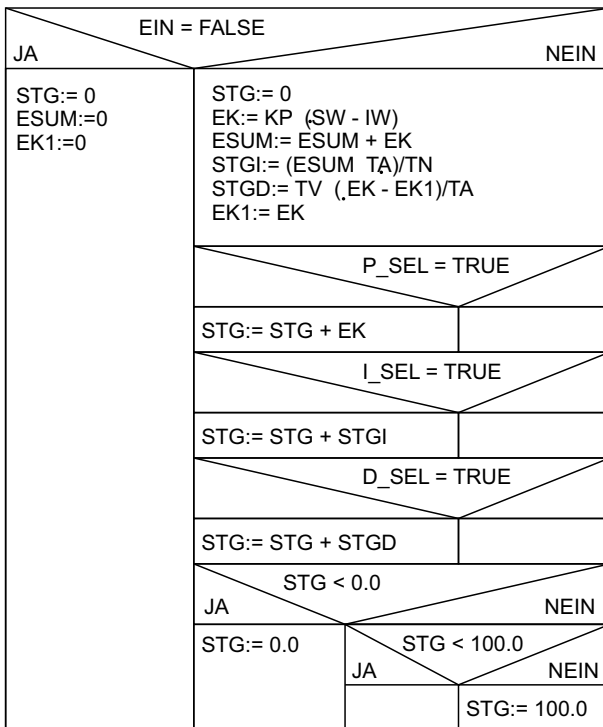 EIN = FALSE
JA
NEIN
STG:= 0
ESUM:=0
EK1:=0
STG:= 0
EK:= KP (.SW - IW)
ESUM:= ESUM + EK
STGI:= (ESUM TA.)/TN
STGD:= TV (.EK - EK1)/TA
EK1:= EK
P_SEL = TRUE
STG:= STG + EK
I_SEL = TRUE
STG:= STG + STGI
D_SEL = TRUE
STG:= STG + STGD
STG < 0.0
JA
NEIN
STG:= 0.0
STG < 100.0
JA
NEIN
STG:= 100.0